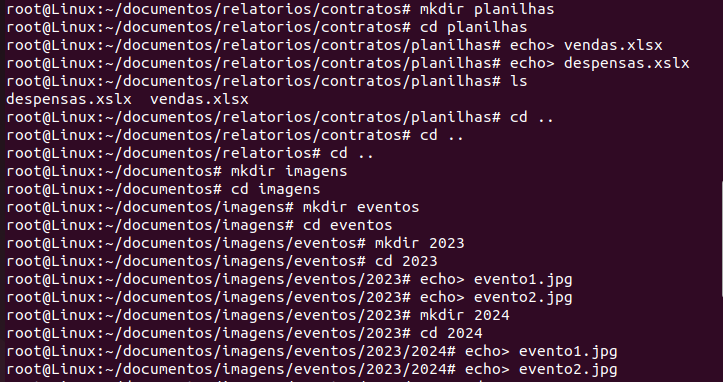 root@Linux:~/documentos/relatorios/contratos# mkdir planilhas
root@Linux:~/documentos/relatorios/contratos# cd planilhas
root@Linux:~/documentos/relatorios/contratos/planilhas# echo> vendas.xlsx
root@Linux:~/documentos/relatorios/contratos/planilhas# echo> despensas.xslx
root@Linux:~/documentos/relatorios/contratos/planilhas# ls
despensas.xslx  vendas.xlsx
root@Linux:~/documentos/relatorios/contratos/planilhas# cd ..
root@Linux:~/documentos/relatorios/contratos# cd ..
root@Linux:~/documentos/relatorios# cd ..
root@Linux:~/documentos# mkdir imagens
root@Linux:~/documentos# cd imagens
root@Linux:~/documentos/imagens# mkdir eventos
root@Linux:~/documentos/imagens# cd eventos
root@Linux:~/documentos/imagens/eventos# mkdir 2023
root@Linux:~/documentos/imagens/eventos# cd 2023
root@Linux:~/documentos/imagens/eventos/2023# echo> evento1.jpg
root@Linux:~/documentos/imagens/eventos/2023# echo> evento2.jpg
root@Linux:~/documentos/imagens/eventos/2023# mkdir 2024
root@Linux:~/documentos/imagens/eventos/2023# cd 2024
root@Linux:~/documentos/imagens/eventos/2023/2024# echo> evento1.jpg
root@Linux:~/documentos/imagens/eventos/2023/2024# echo> evento2.jpg